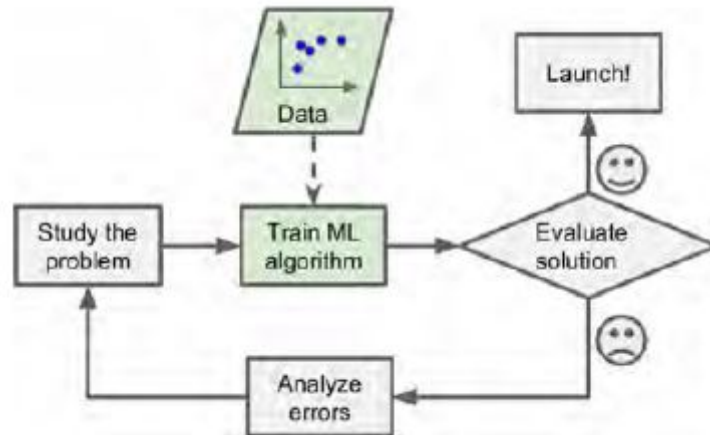 Data
Launch!
Study the
problem
Train ML
algorithm
Evaluate
solution
Analyze
errors